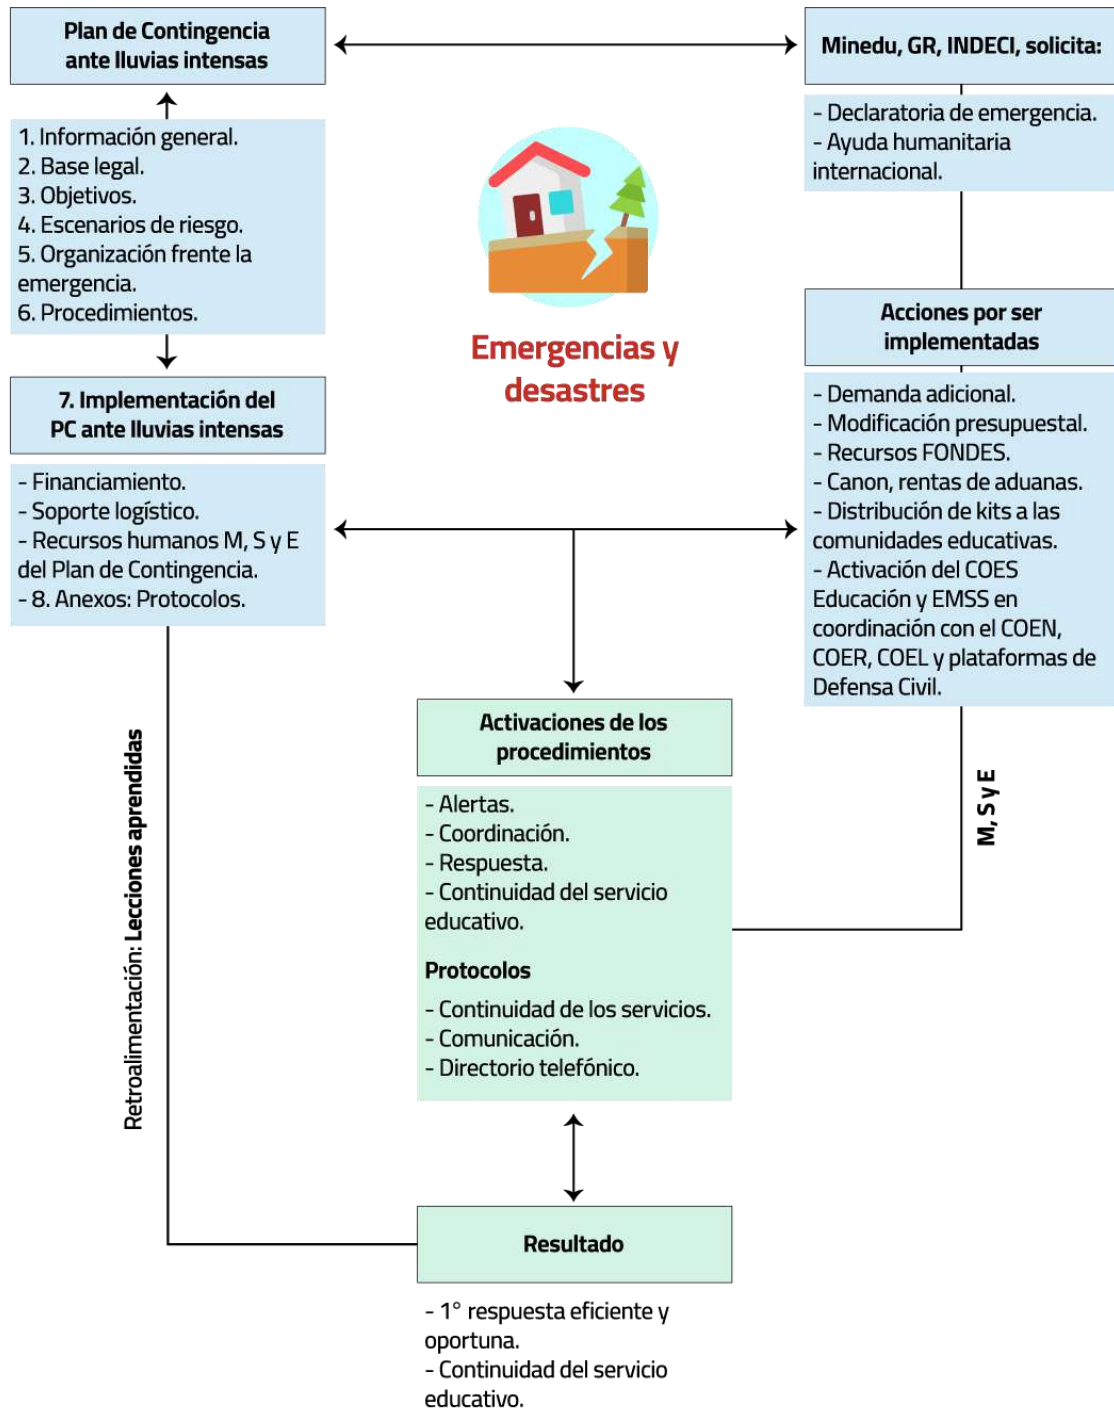 Plan de Contingencia
ante lluvias intensas
1. Información general.
2. Base legal.
3. Objetivos.
4. Escenarios de riesgo.
5. Organización frente la
emergencia.
6. Procedimientos.
7. Implementación del
PC ante lluvias intensas
- Financiamiento.
- Soporte logístico.
- Recursos humanos M, S y E
del Plan de Contingencia.
- 8. Anexos: Protocolos.
Emergencias y
desastres
Minedu, GR, INDECI, solicita:
- Declaratoria de emergencia.
- Ayuda humanitaria
internacional.
Acciones por ser
implementadas
- Demanda adicional.
- Modificación presupuestal.
- Recursos FONDES.
- Canon, rentas de aduanas.
- Distribución de kits a las
comunidades educativas.
- Activación del COES
Educación y EMSS en
coordinación con el COEN,
COER, COEL y plataformas de
Defensa Civil.
M, S y E
Activaciones de los
procedimientos
- Alertas.
- Coordinación.
- Respuesta.
- Continuidad del servicio
educativo.
Protocolos
- Continuidad de los servicios.
- Comunicación.
- Directorio telefónico.
Retroalimentación: Lecciones aprendidas
Resultado
- 1° respuesta eficiente y
oportuna.
- Continuidad del servicio
educativo.